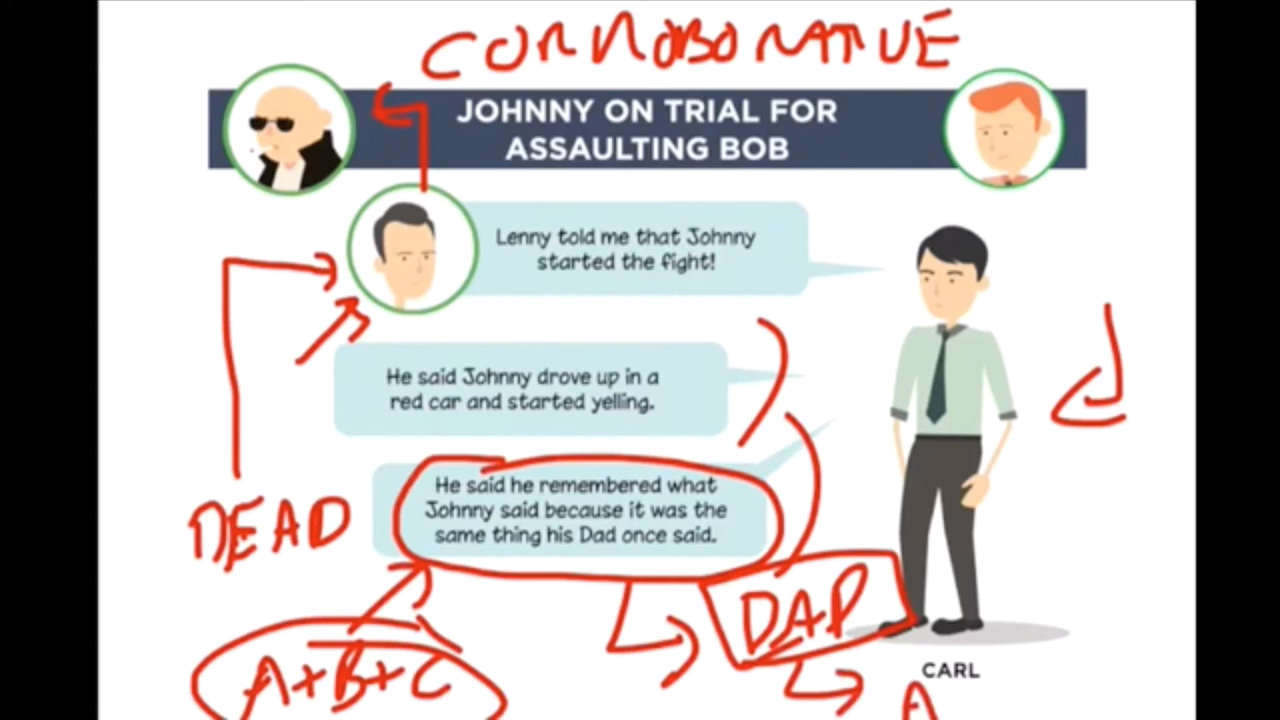 CORROBORATIVE
JOHNNY ON TRIAL FOR
ASSAULTING BOB
Lenny told me that Johnny
started the fight!
He said Johnny drove up in a
red car and started yelling.
He said he remembered what
Johnny said because it was the
same thing his Dad once said.
DEAD
DAD
A+B+C
CARL
A